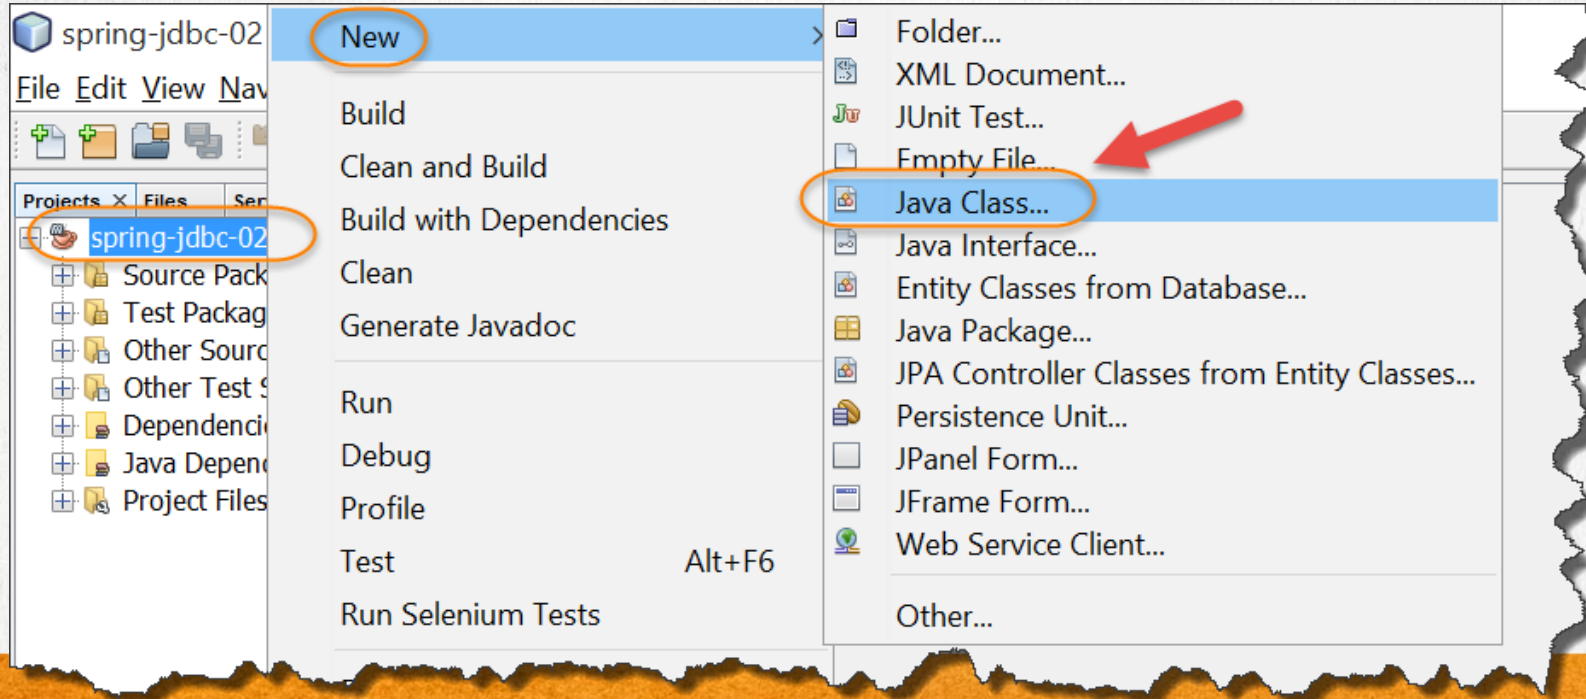 spring-jdbc-02
File Edit View Nav
Projects Files Ser
spring-jdbc-02
Source Pack
Test Packag
Other Sourc
Other Test S
Dependenci
Java Depen
Project Files
New
Build
Clean and Build
Build with Dependencies
Clean
Generate Javadoc
Run
Debug
Profile
Test Alt+F6
Run Selenium Tests
Folder...
XML Document...
JUnit Test...
Empty File...
Java Class...
Java Interface...
Entity Classes from Database...
Java Package...
JPA Controller Classes from Entity Classes...
Persistence Unit...
JPanel Form...
JFrame Form...
Web Service Client...
Other...